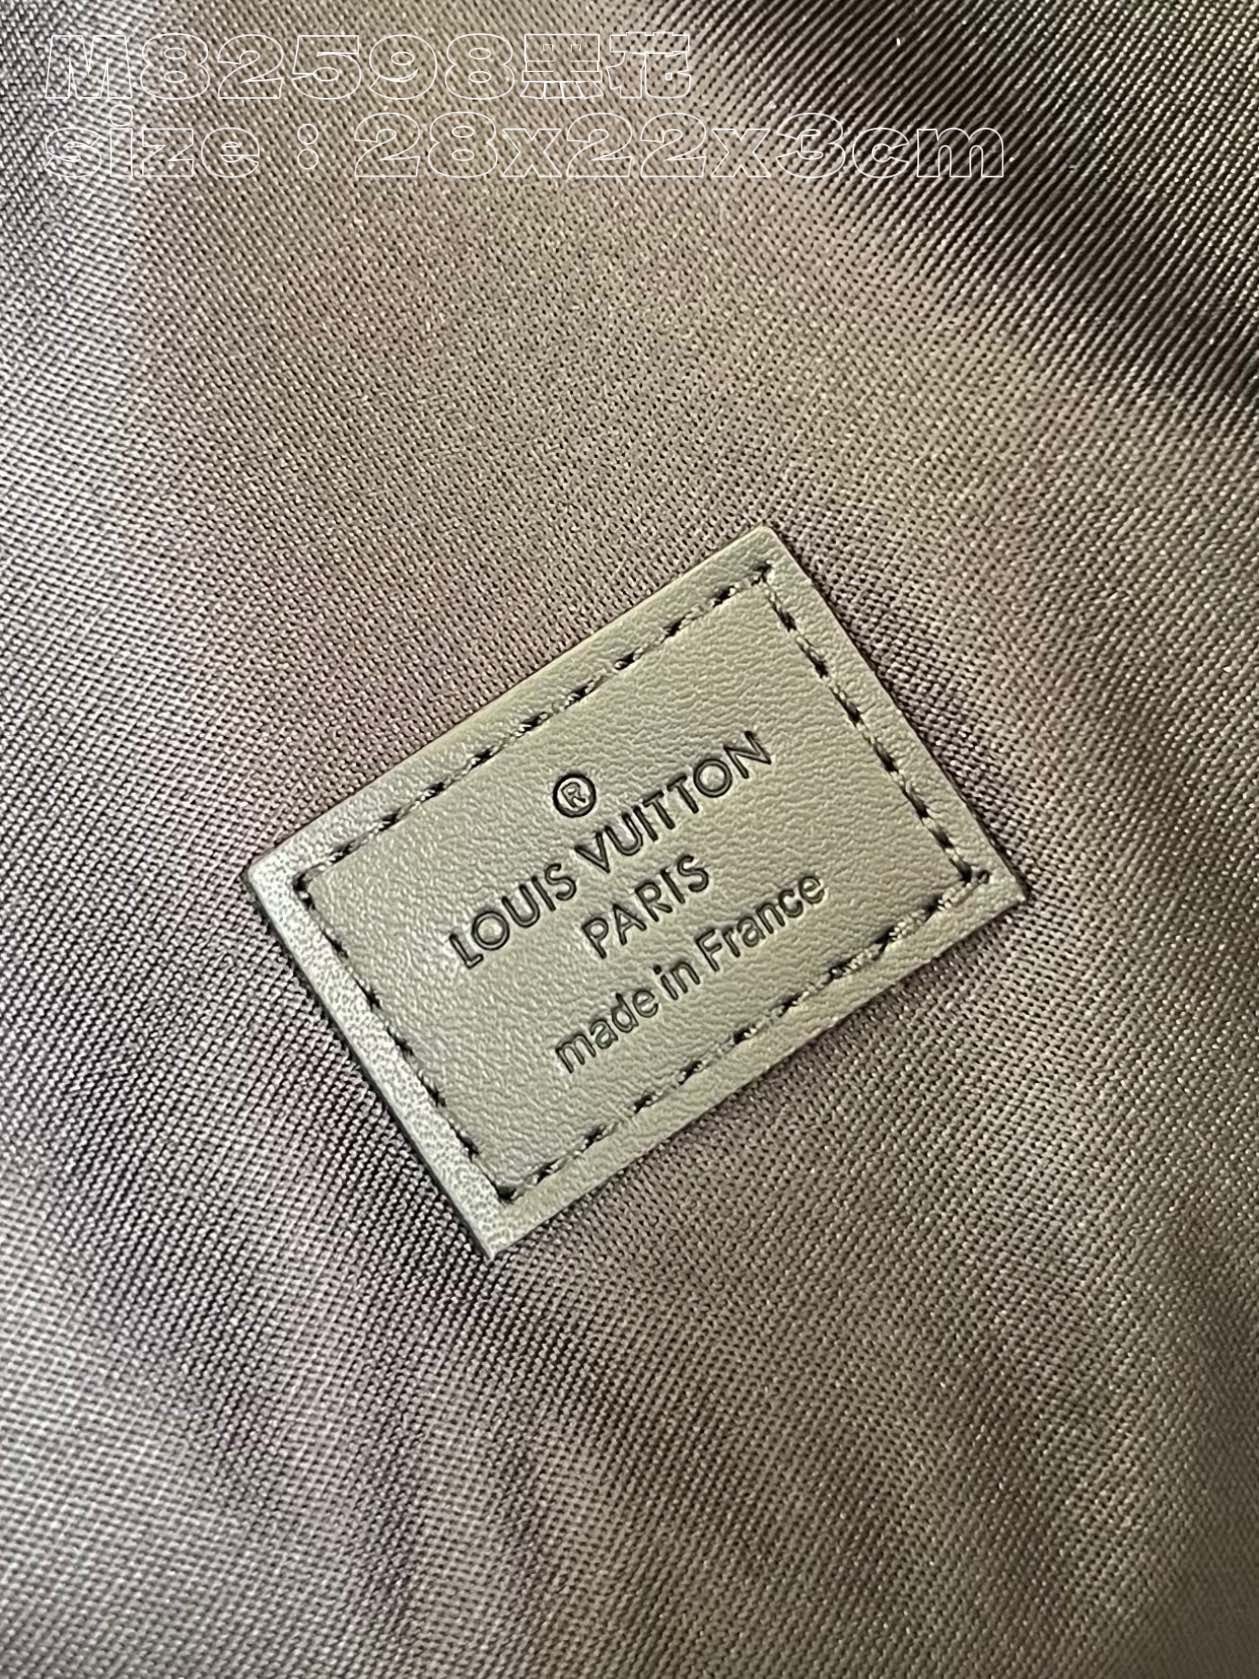 M82598黑花
size：28x22x3cm
®
LOUIS VUITTON
PARIS
made in France